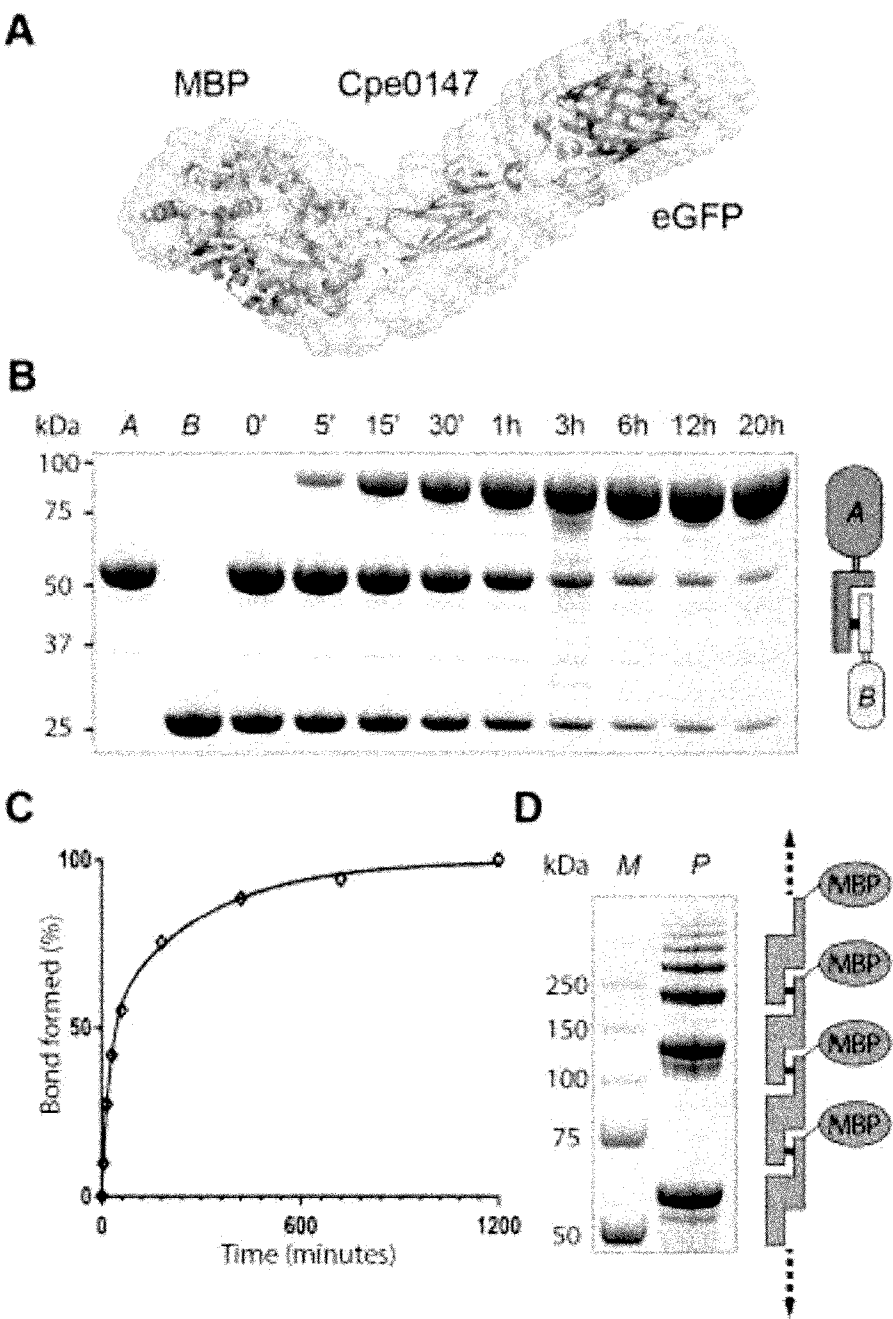 A
MBP Cpe0147
eGFP
B
kDa A B 0' 5' 15' 30' 1h 3h 6h 12h 20h
100
75
50
37
25
A
B
C
100
50
0
Bond formed (%)
0 600 1200
Time (minutes)
D
kDa M P
250
150
100
75
50
MBP
MBP
MBP
MBP